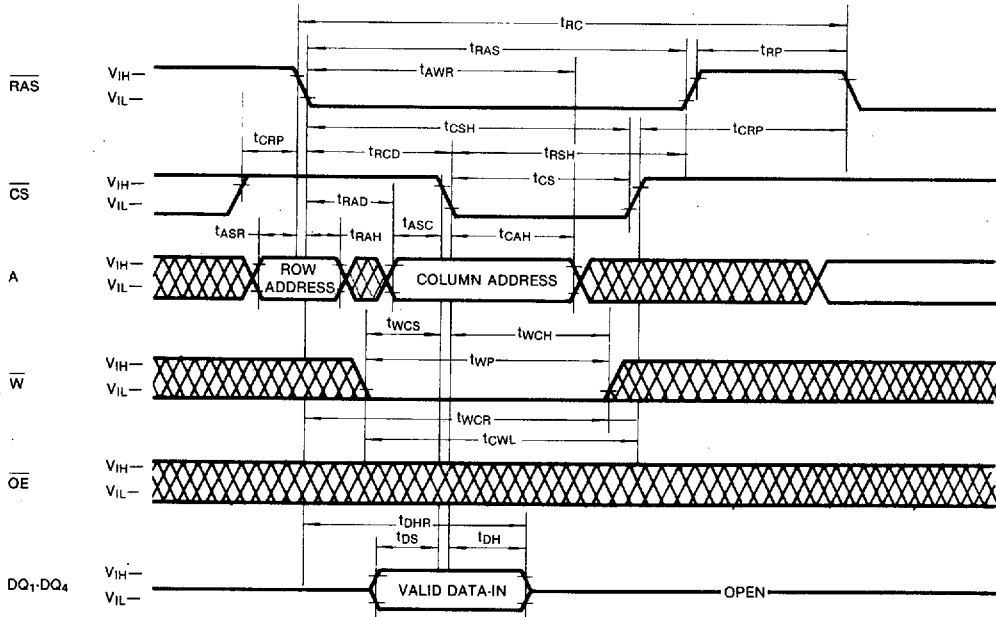 tRC
tRAS
tRP
tAWR
RAS
VIH
VIL
tCSH
tCRP
tCRP
tRCD
tRSH
CS
VIH
VIL
tCS
tRAD
tASC
tASR
tRAH
tCAH
A
VIH
VIL
ROW
ADDRESS
COLUMN ADDRESS
tWCS
tWCH
tWP
W
VIH
VIL
tWCR
tCWL
OE
VIH
VIL
tDHR
tDS
tDH
DQ1-DQ4
VIH
VIL
VALID DATA-IN
OPEN